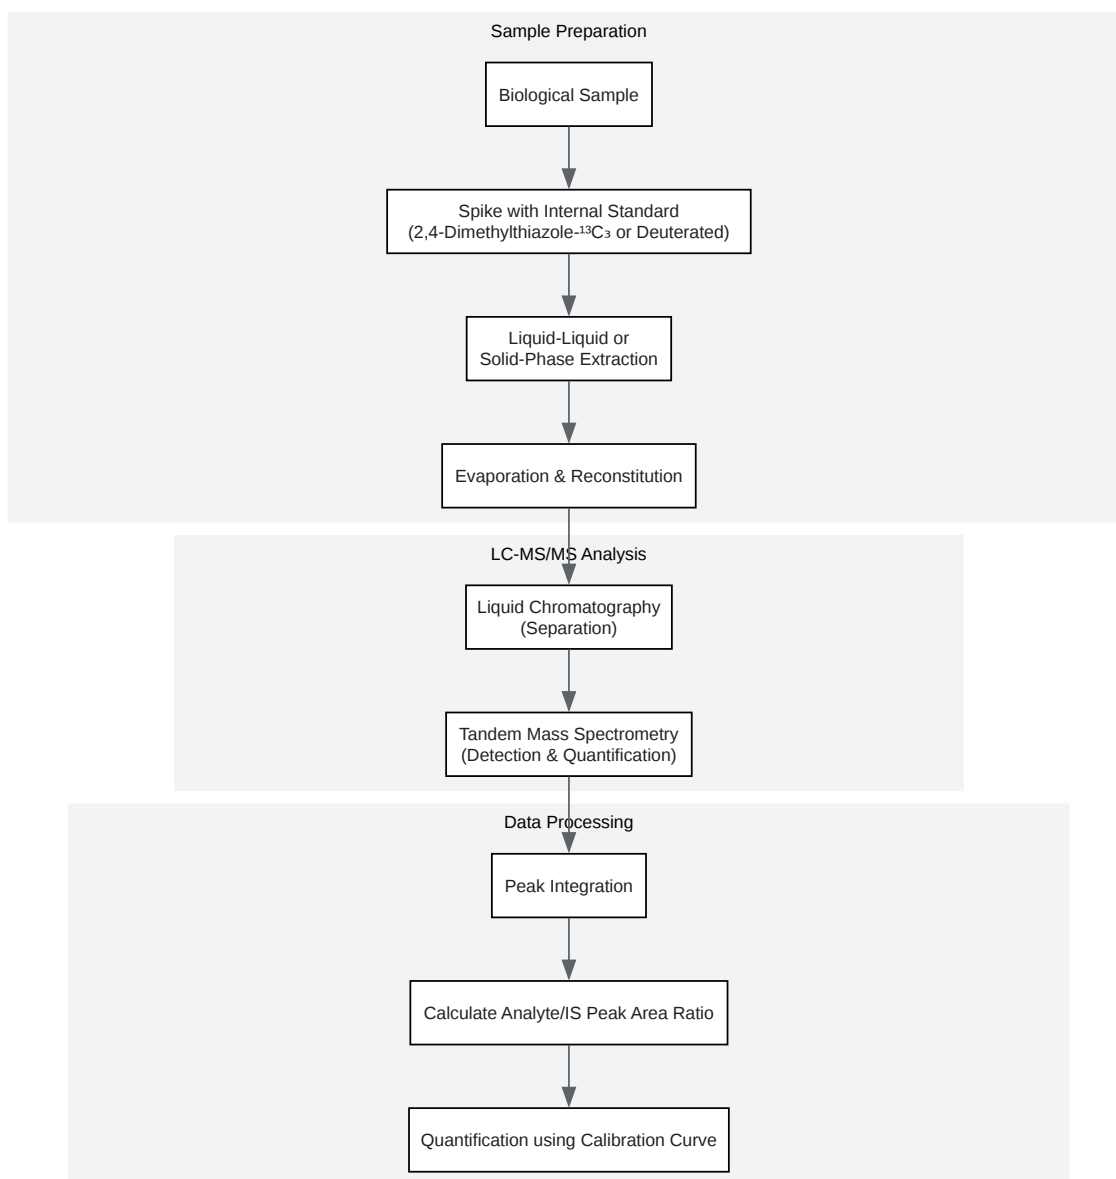 Sample Preparation
Biological Sample
Spike with Internal Standard
(2,4-Dimethylthiazole-¹³C₃ or Deuterated)
Liquid-Liquid or
Solid-Phase Extraction
Evaporation & Reconstitution
LC-MS/MS Analysis
Liquid Chromatography
(Separation)
Tandem Mass Spectrometry
(Detection & Quantification)
Data Processing
Peak Integration
Calculate Analyte/IS Peak Area Ratio
Quantification using Calibration Curve